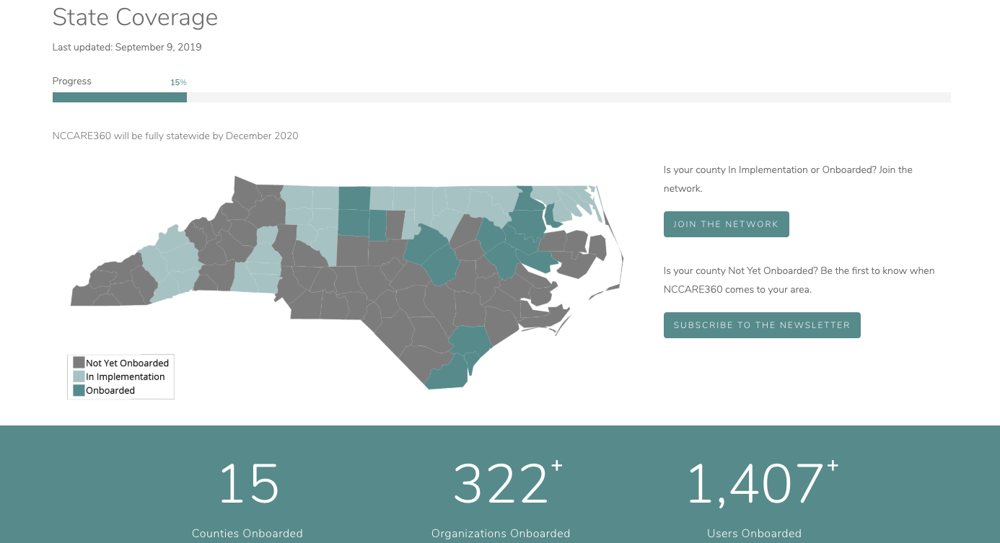 State Coverage
Last updated: September 9, 2019
Progress
15%
NCCARE360 will be fully statewide by December 2020
Is your county In Implementation or Onboarded? Join the
network.
JOIN THE NETWORK
Is your county Not Yet Onboarded? Be the first to know when
NCCARE360 comes to your area.
SUBSCRIBE TO THE NEWSLETTER
Not Yet Onboarded
In Implementation
Onboarded
15
Counties Onboarded
322+
Organizations Onboarded
1,407+
Users Onboarded